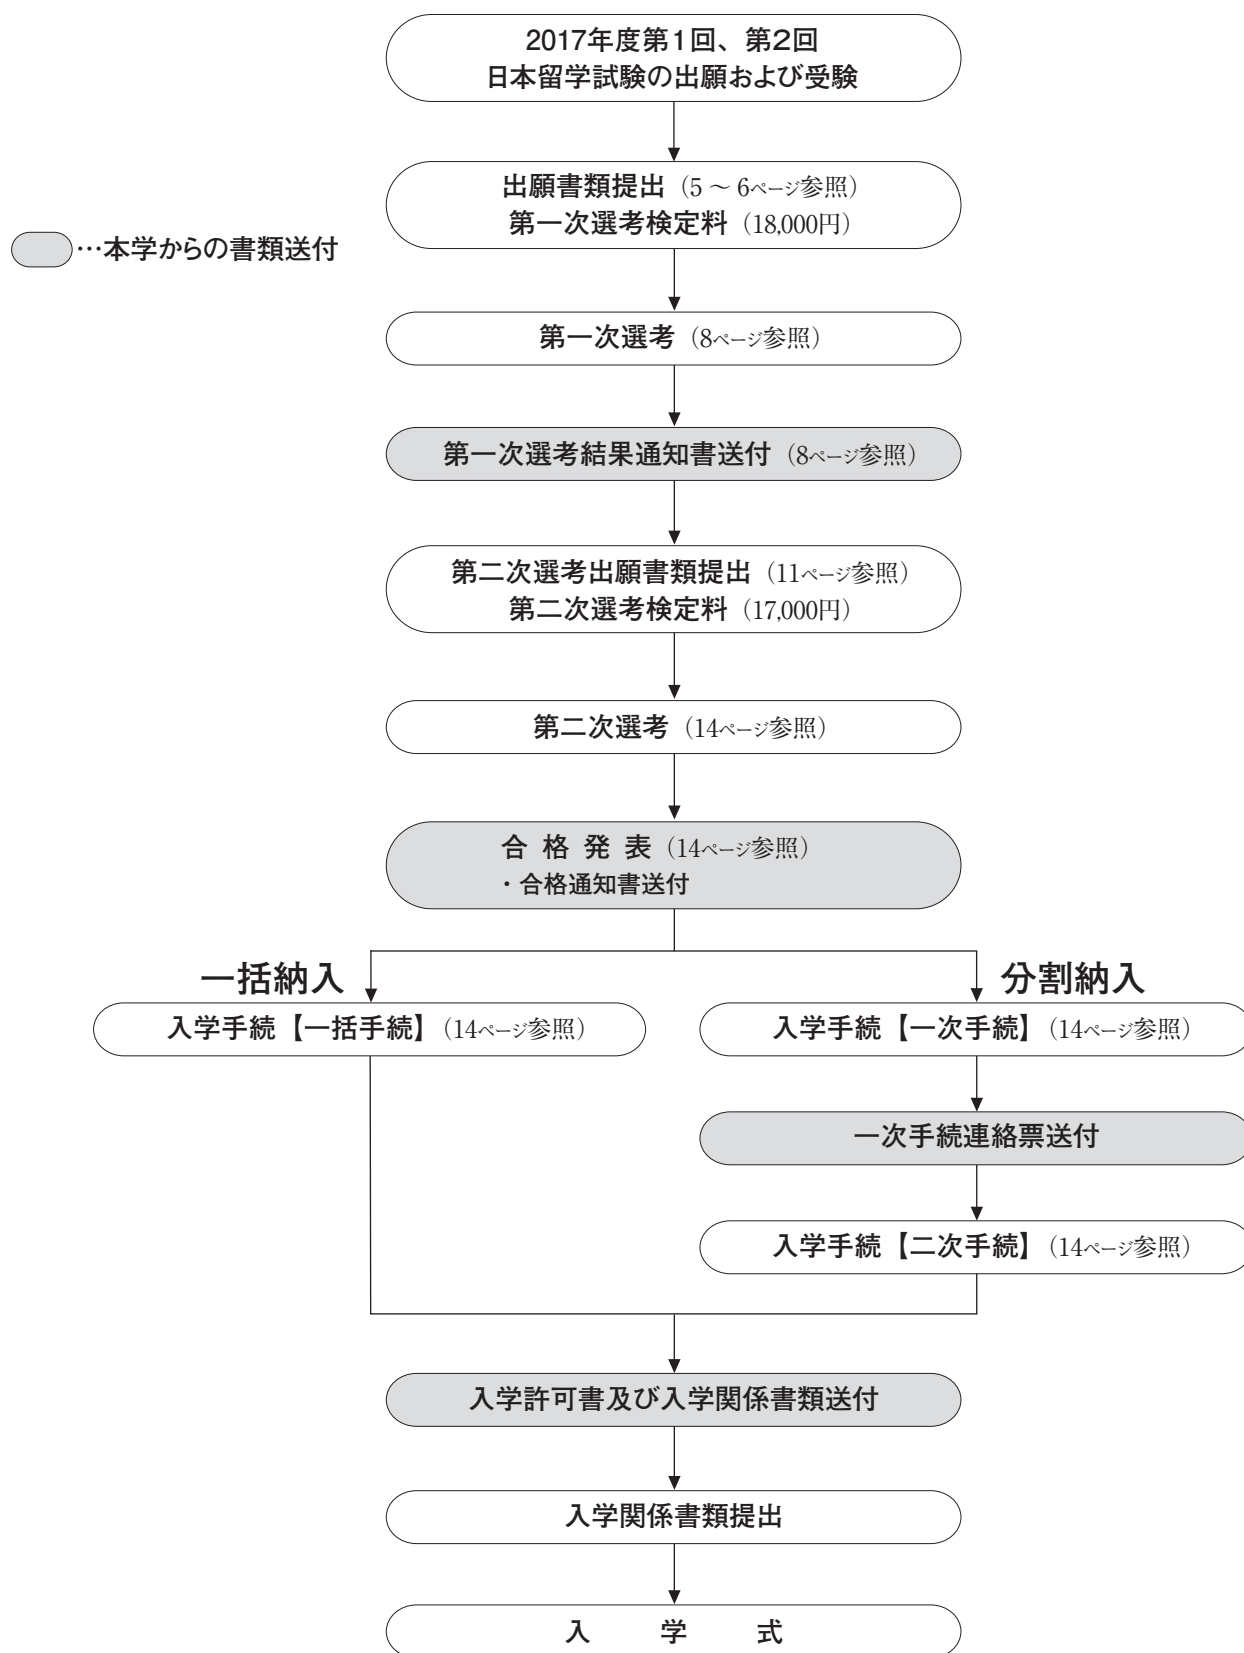 2017年度第1回、第2回
日本留学試験の出願および受験
出願書類提出（5～6ページ参照）
第一次選考検定料（18,000円）
…本学からの書類送付
第一次選考（8ページ参照）
第一次選考結果通知書送付（8ページ参照）
第二次選考出願書類提出（11ページ参照）
第二次選考検定料（17,000円）
第二次選考（14ページ参照）
合格発表（14ページ参照）
・合格通知書送付
一括納入
分割納入
入学手続【一括手続】（14ページ参照）
入学手続【一次手続】（14ページ参照）
一次手続連絡票送付
入学手続【二次手続】（14ページ参照）
入学許可書及び入学関係書類送付
入学関係書類提出
入学式